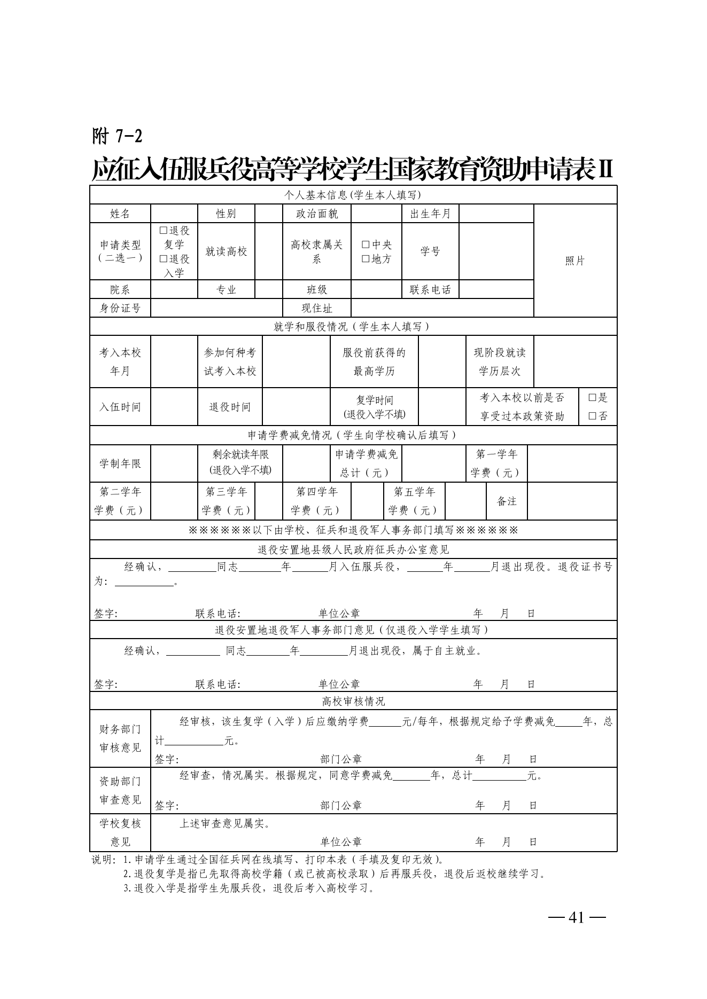 附 7-2
应征入伍服兵役高等学校学生国家教育资助申请表Ⅱ
个人基本信息(学生本人填写)
姓名 性别 政治面貌 出生年月
申请类型
（二选一）
□退役
复学
□退役
入学
就读高校
高校隶属关
系
□中央
□地方
学号
照片
院系 专业 班级 联系电话
身份证号 现住址
就学和服役情况（学生本人填写）
考入本校
年月
参加何种考
试考入本校
服役前获得的
最高学历
现阶段就读
学历层次
入伍时间 退役时间
复学时间
(退役入学不填)
考入本校以前是否
享受过本政策资助
□是
□否
申请学费减免情况（学生向学校确认后填写）
学制年限
剩余就读年限
(退役入学不填)
申请学费减免
总计（元）
第一学年
学费（元）
第二学年
学费（元）
第三学年
学费（元）
第四学年
学费（元）
第五学年
学费（元）
备注
※※※※※※以下由学校、征兵和退役军人事务部门填写※※※※※※
退役安置地县级人民政府征兵办公室意见
经确认，________同志_______年______月入伍服兵役，______年______月退出现役。退役证书号
为：__________。
签字: 联系电话: 单位公章 年 月 日
退役安置地退役军人事务部门意见（仅退役入学学生填写）
经确认，_________ 同志_______年________月退出现役，属于自主就业。
签字: 联系电话: 单位公章 年 月 日
高校审核情况
财务部门
审核意见
经审核，该生复学（入学）后应缴纳学费______元/每年，根据规定给予学费减免_____年，总
计__________元。
签字: 部门公章 年 月 日
资助部门
审查意见
经审查，情况属实。根据规定，同意学费减免_______年，总计_________元。
签字: 部门公章 年 月 日
学校复核
意见
上述审查意见属实。
单位公章 年 月 日
说明：1.申请学生通过全国征兵网在线填写、打印本表（手填及复印无效）。
2.退役复学是指已先取得高校学籍（或已被高校录取）后再服兵役，退役后返校继续学习。
3.退役入学是指学生先服兵役，退役后考入高校学习。
— 41 —